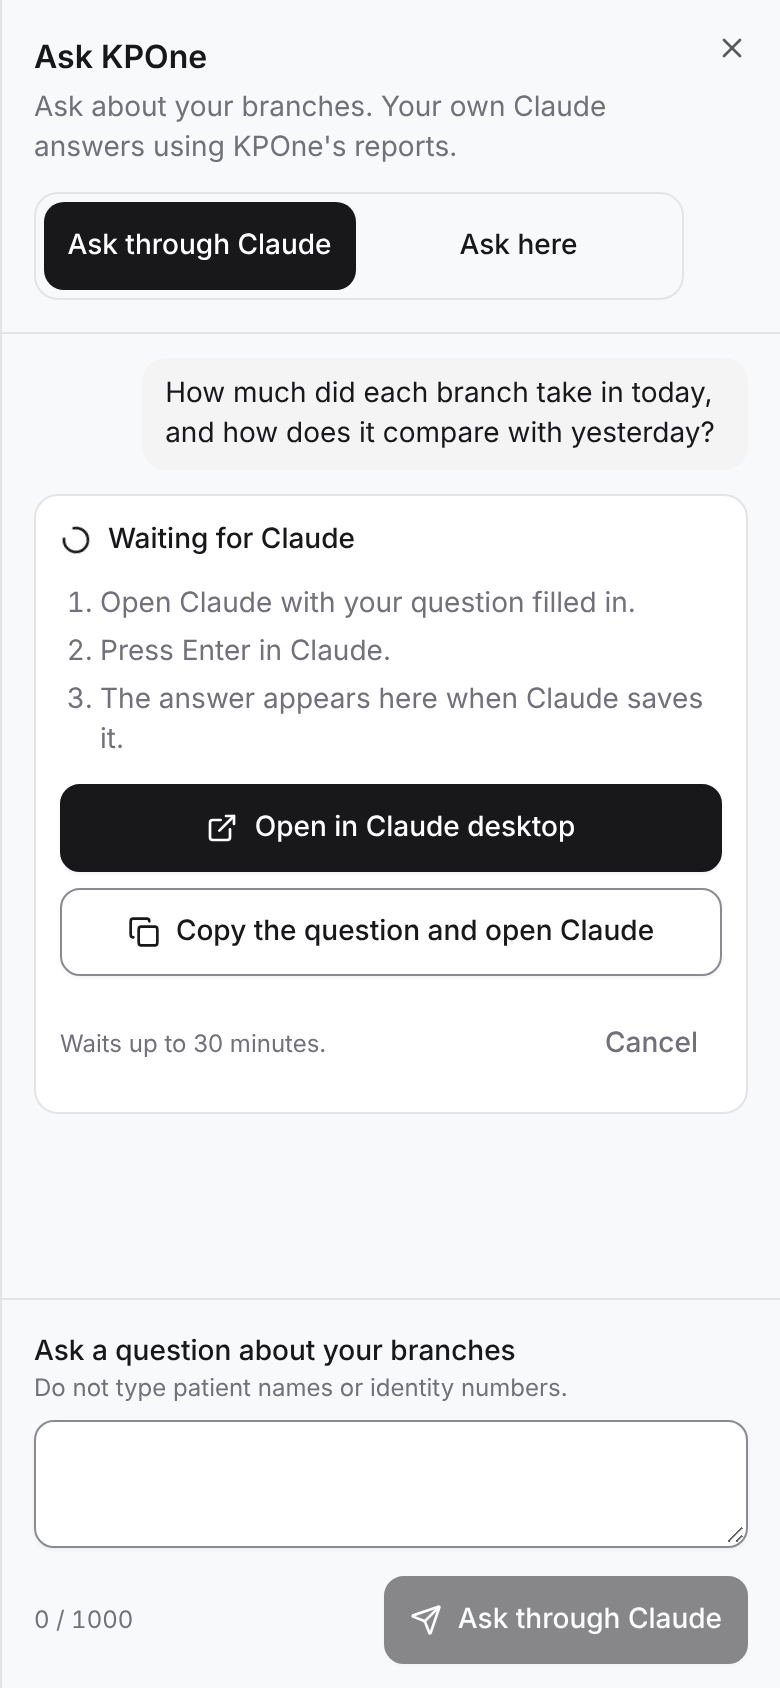 Ask KPOne
Ask about your branches. Your own Claude
answers using KPOne's reports.
Ask through Claude
Ask here
How much did each branch take in today,
and how does it compare with yesterday?
Waiting for Claude
1. Open Claude with your question filled in.
2. Press Enter in Claude.
3. The answer appears here when Claude saves
it.
Open in Claude desktop
Copy the question and open Claude
Waits up to 30 minutes.
Cancel
Ask a question about your branches
Do not type patient names or identity numbers.
0 / 1000
Ask through Claude